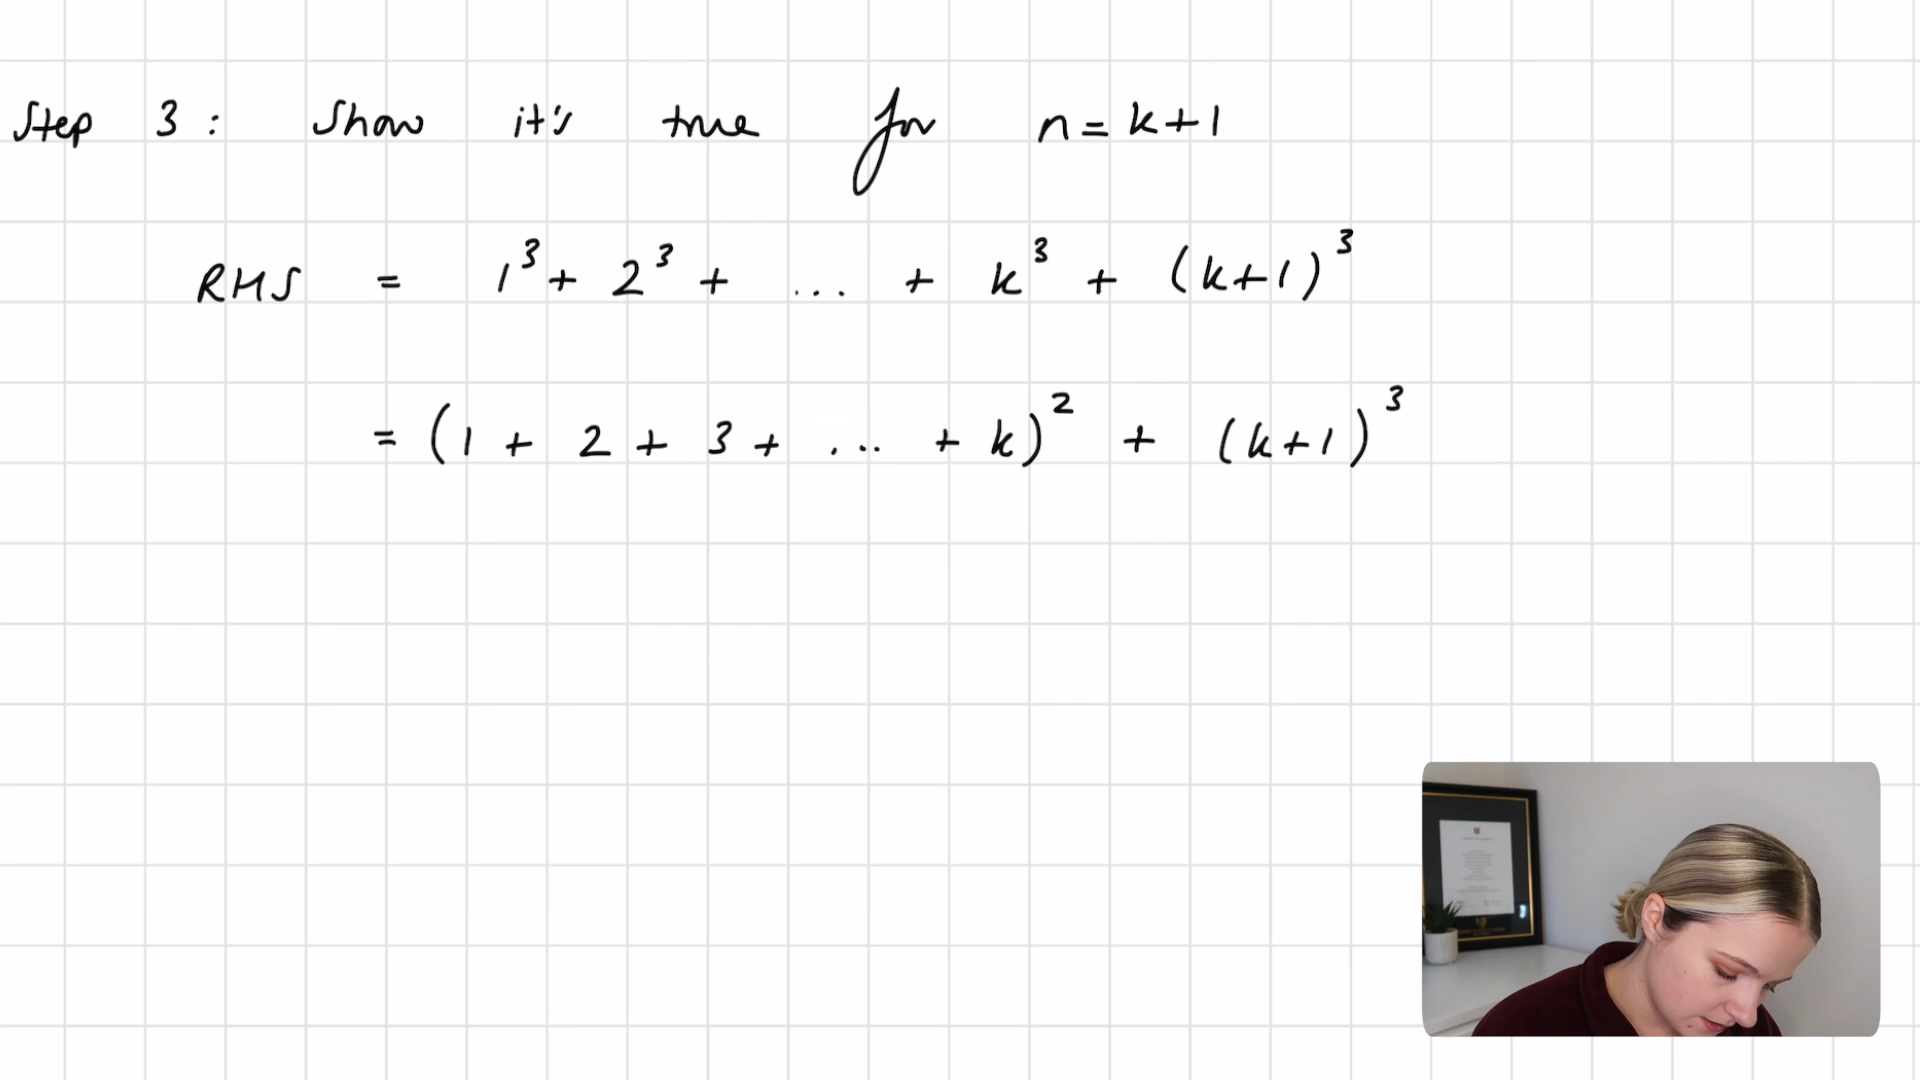 Step 3: Show it's true for n = k+1
RHS = 1³ + 2³ + ... + k³ + (k+1)³
= (1 + 2 + 3 + ... + k)² + (k+1)³